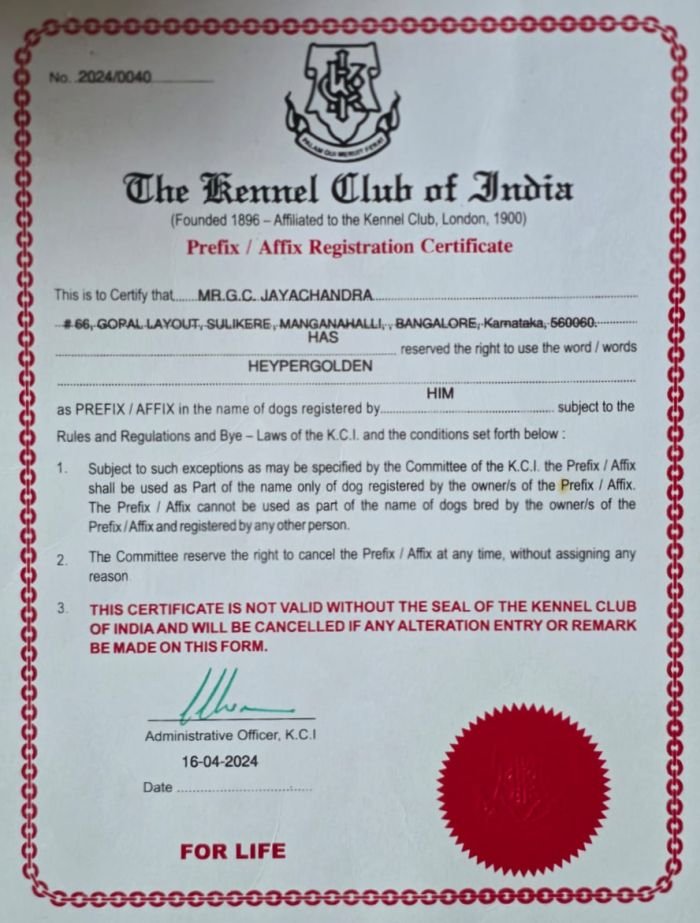 No. 2024/0040
PALAM QUI MERUIT FERAT
The Kennel Club of India
(Founded 1896 – Affiliated to the Kennel Club, London, 1900)
Prefix / Affix Registration Certificate
This is to Certify that......MR.G.C. JAYACHANDRA
# 66, GOPAL LAYOUT, SULIKERE, MANGANAHALLI, , BANGALORE, Karnataka, 560060.
HAS
reserved the right to use the word / words
HEYPERGOLDEN
HIM
as PREFIX / AFFIX in the name of dogs registered by subject to the
Rules and Regulations and Bye – Laws of the K.C.I. and the conditions set forth below :
1. Subject to such exceptions as may be specified by the Committee of the K.C.I. the Prefix / Affix
shall be used as Part of the name only of dog registered by the owner/s of the Prefix / Affix.
The Prefix / Affix cannot be used as part of the name of dogs bred by the owner/s of the
Prefix / Affix and registered by any other person.
2. The Committee reserve the right to cancel the Prefix / Affix at any time, without assigning any
reason
3. THIS CERTIFICATE IS NOT VALID WITHOUT THE SEAL OF THE KENNEL CLUB
OF INDIA AND WILL BE CANCELLED IF ANY ALTERATION ENTRY OR REMARK
BE MADE ON THIS FORM.
Administrative Officer, K.C.I
16-04-2024
Date
FOR LIFE